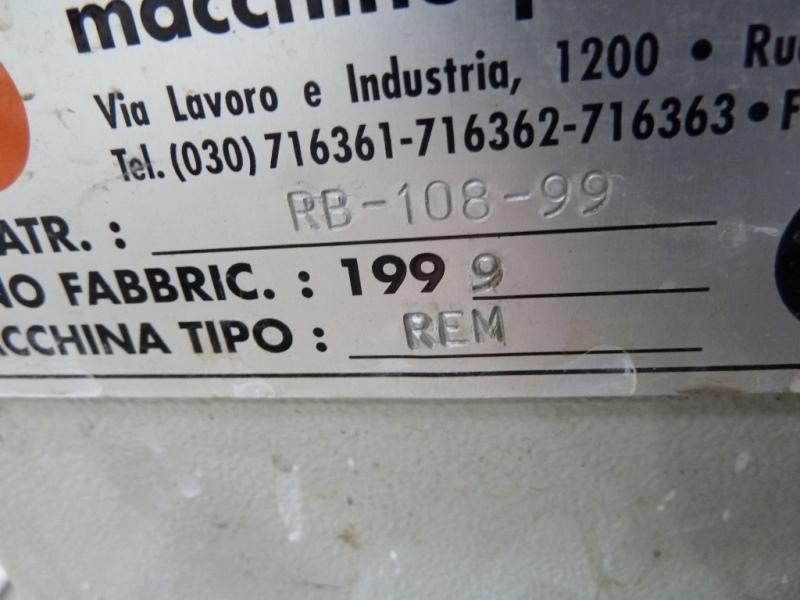 macchine
Via Lavoro e Industria, 1200 • Ru
Tel. (030) 716361-716362-716363 • F
ATR. : RB-108-99
NO FABBRIC. : 1999
ACCHINA TIPO : REM